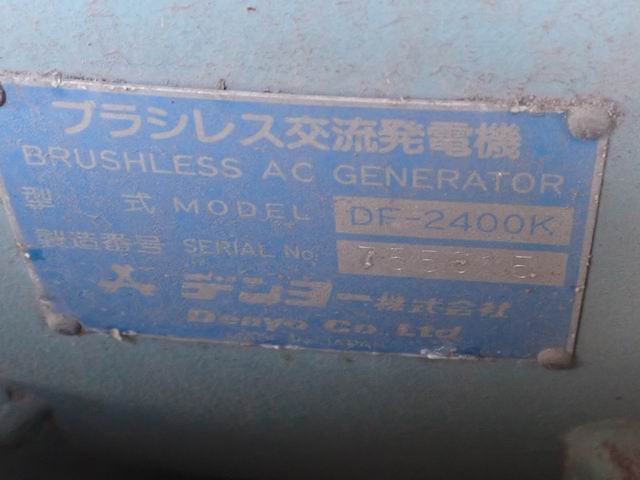 ブラシレス交流発電機
BRUSHLESS AC GENERATOR
型式 MODEL DF-2400K
製造番号 SERIAL No.
デンヨー株式会社
Denyo Co. Ltd
JAPAN